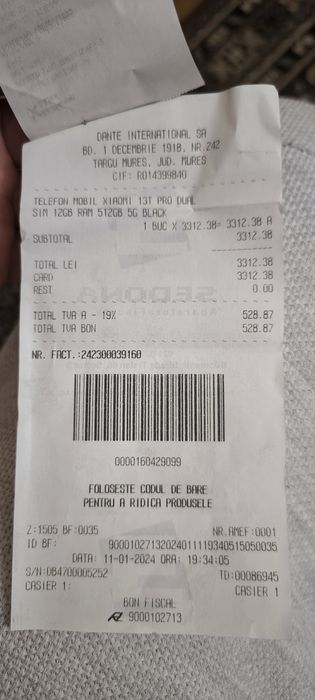 DANTE INTERNATIONAL SA
BD. 1 DECEMBRIE 1918, NR.242
TARGU MURES, JUD. MURES
CIF: RO14399840
TELEFON MOBIL XIAOMI 13T PRO DUAL
SIM 12GB RAM 512GB 5G BLACK
1 BUC X 3312.38= 3312.38 A
SUBTOTAL 3312.38
TOTAL LEI 3312.38
CARD 3312.38
REST 0.00
TOTAL TVA A - 19% 528.87
TOTAL TVA BON 528.87
NR. FACT.:242300039160
0000160429099
FOLOSESTE CODUL DE BARE
PENTRU A RIDICA PRODUSELE
Z:1505 BF:0035 NR.AMEF:0001
ID BF: 90001027132024011119340515050035
DATA: 11-01-2024 ORA: 19:34:05
S/N:DB4700005252 TD:00086945
CASIER 1: CASIER 1
BON FISCAL
9000102713